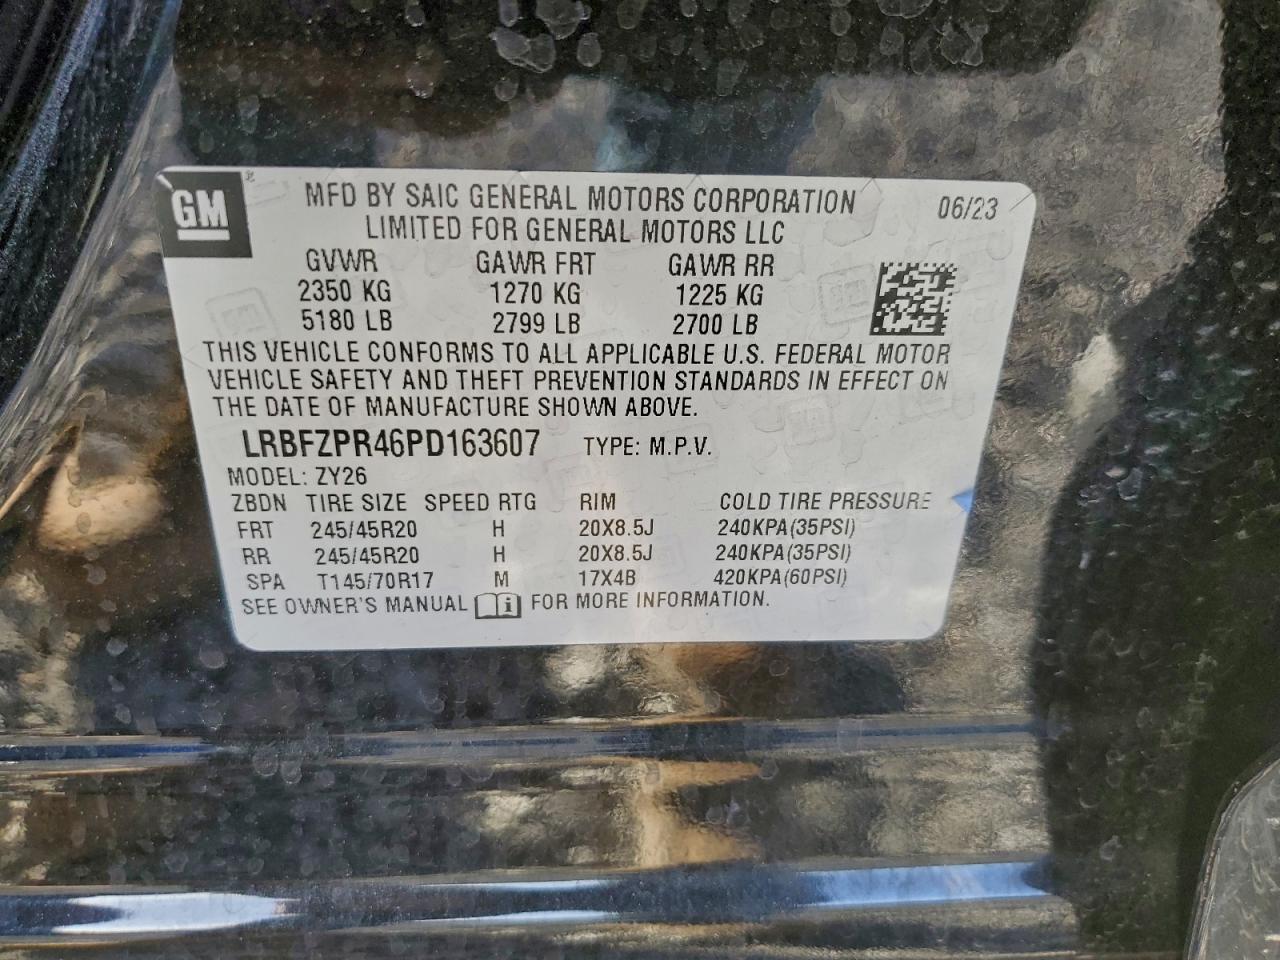 GM
MFD BY SAIC GENERAL MOTORS CORPORATION 06/23
LIMITED FOR GENERAL MOTORS LLC
GVWR GAWR FRT GAWR RR
2350 KG 1270 KG 1225 KG
5180 LB 2799 LB 2700 LB
THIS VEHICLE CONFORMS TO ALL APPLICABLE U.S. FEDERAL MOTOR
VEHICLE SAFETY AND THEFT PREVENTION STANDARDS IN EFFECT ON
THE DATE OF MANUFACTURE SHOWN ABOVE.
LRBFZPR46PD163607 TYPE: M.P.V.
MODEL: ZY26
ZBDN TIRE SIZE SPEED RTG RIM COLD TIRE PRESSURE
FRT 245/45R20 H 20X8.5J 240KPA(35PSI)
RR 245/45R20 H 20X8.5J 240KPA(35PSI)
SPA T145/70R17 M 17X4B 420KPA(60PSI)
SEE OWNER'S MANUAL i FOR MORE INFORMATION.